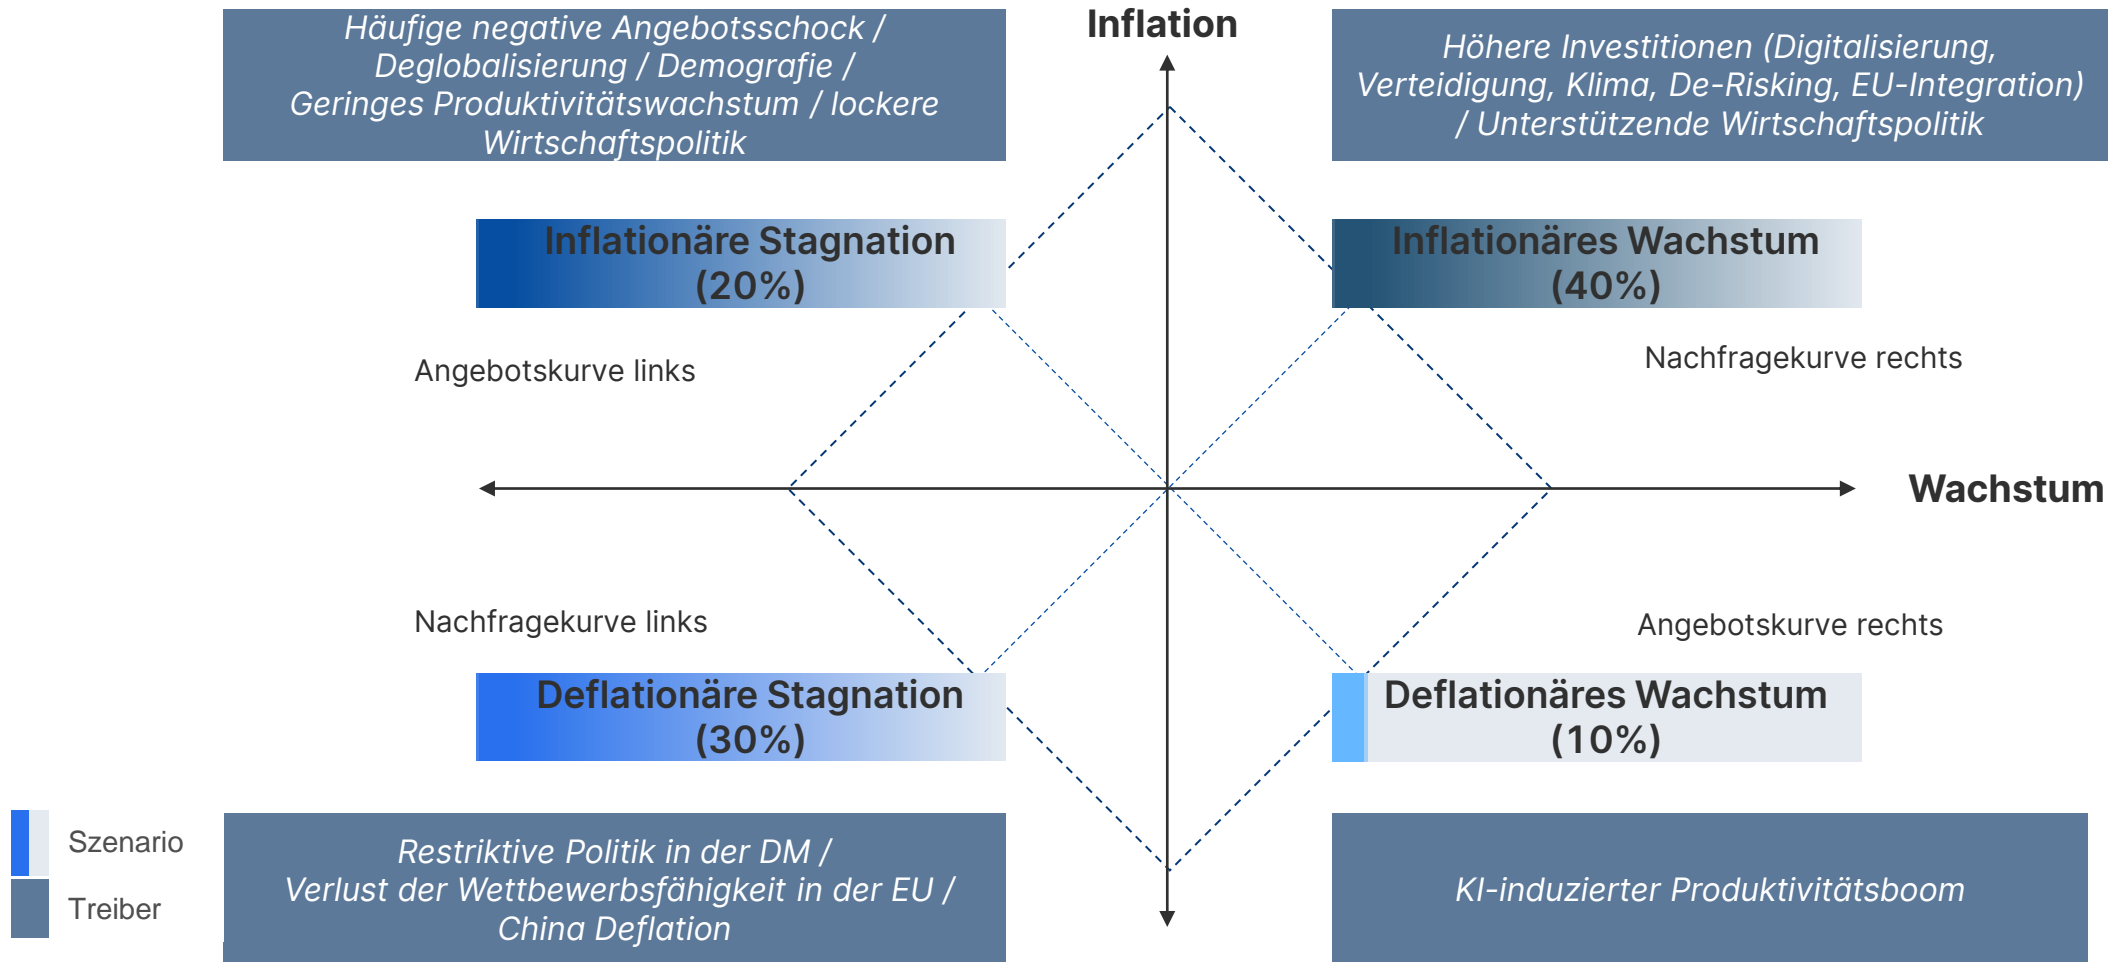 Häufige negative Angebotsschock /
Deglobalisierung / Demografie /
Geringes Produktivitätswachstum / lockere
Wirtschaftspolitik
Inflation
Höhere Investitionen (Digitalisierung,
Verteidigung, Klima, De-Risking, EU-Integration)
/ Unterstützende Wirtschaftspolitik
Inflationäre Stagnation
(20%)
Inflationäres Wachstum
(40%)
Angebotskurve links
Nachfragekurve rechts
Wachstum
Nachfragekurve links
Angebotskurve rechts
Deflationäre Stagnation
(30%)
Deflationäres Wachstum
(10%)
Szenario
Treiber
Restriktive Politik in der DM /
Verlust der Wettbewerbsfähigkeit in der EU /
China Deflation
KI-induzierter Produktivitätsboom